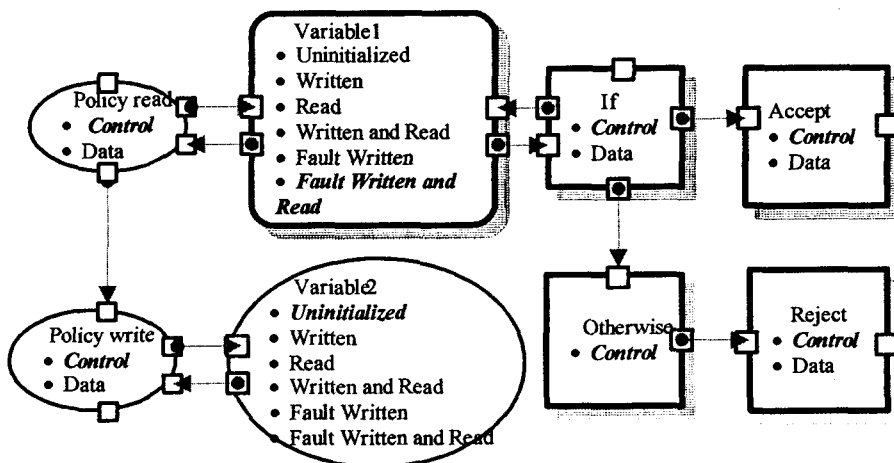 Policy read
• Control
• Data
Variable1
• Uninitialized
• Written
• Read
• Written and Read
• Fault Written
• Fault Written and
Read
If
• Control
• Data
Accept
• Control
• Data
Policy write
• Control
• Data
Variable2
• Uninitialized
• Written
• Read
• Written and Read
• Fault Written
• Fault Written and Read
Otherwise
• Control
Reject
• Control
• Data